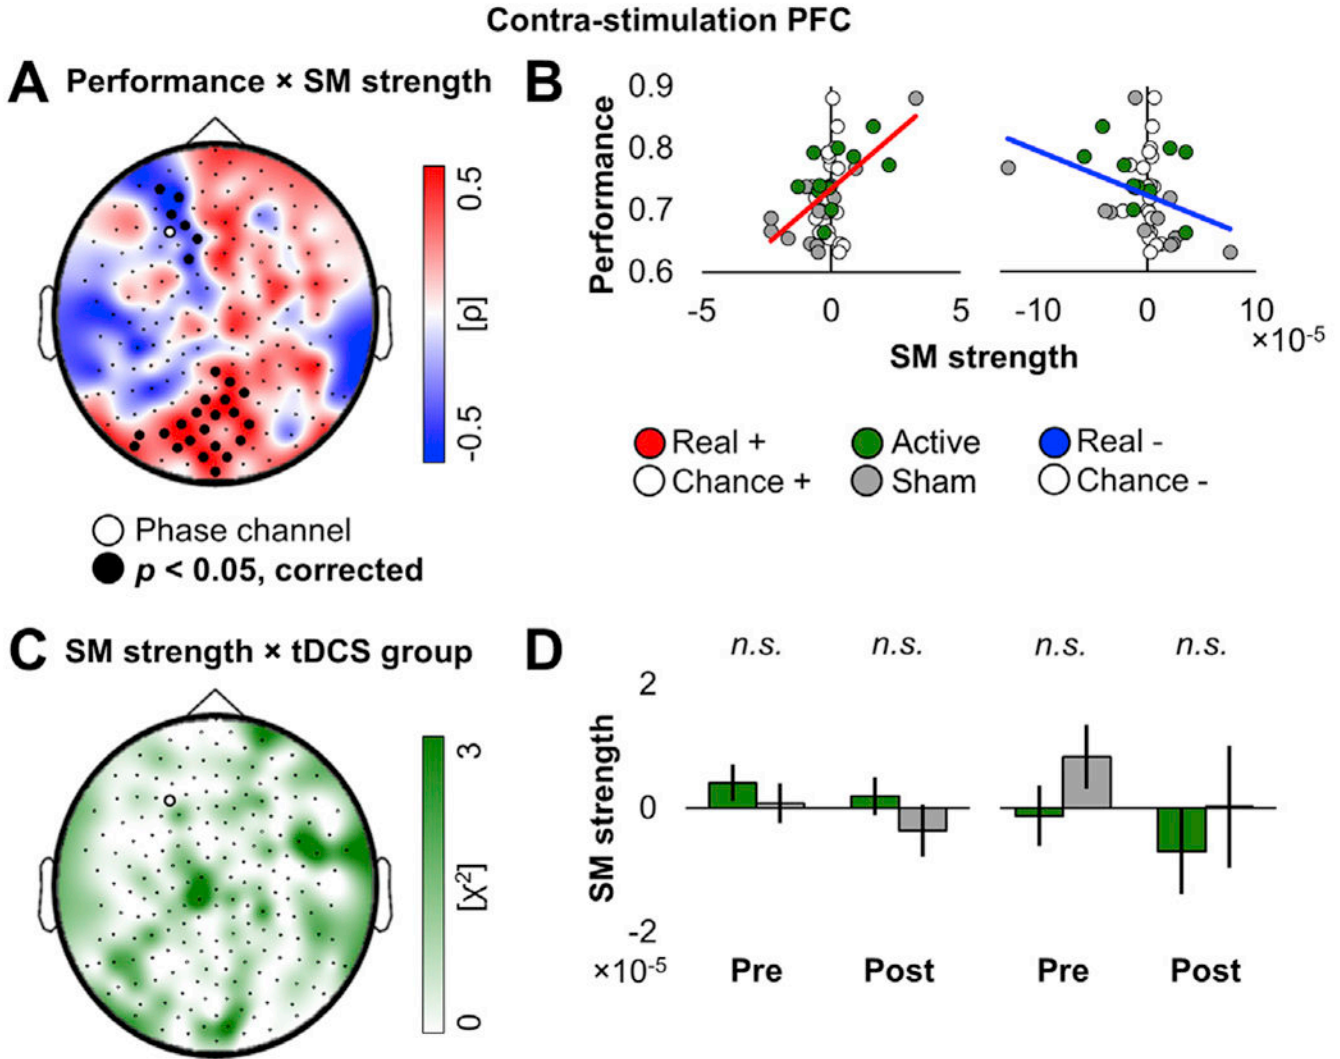 Contra-stimulation PFC
A Performance × SM strength
0.5
[ρ]
-0.5
Phase channel
p < 0.05, corrected
B
Performance
0.9
0.8
0.7
0.6
-5 0 5 -10 0 10
×10-5
SM strength
Real + Active Real -
Chance + Sham Chance -
C SM strength × tDCS group
3
[X2]
0
D n.s. n.s. n.s. n.s.
SM strength
2
0
-2
×10-5 Pre Post Pre Post